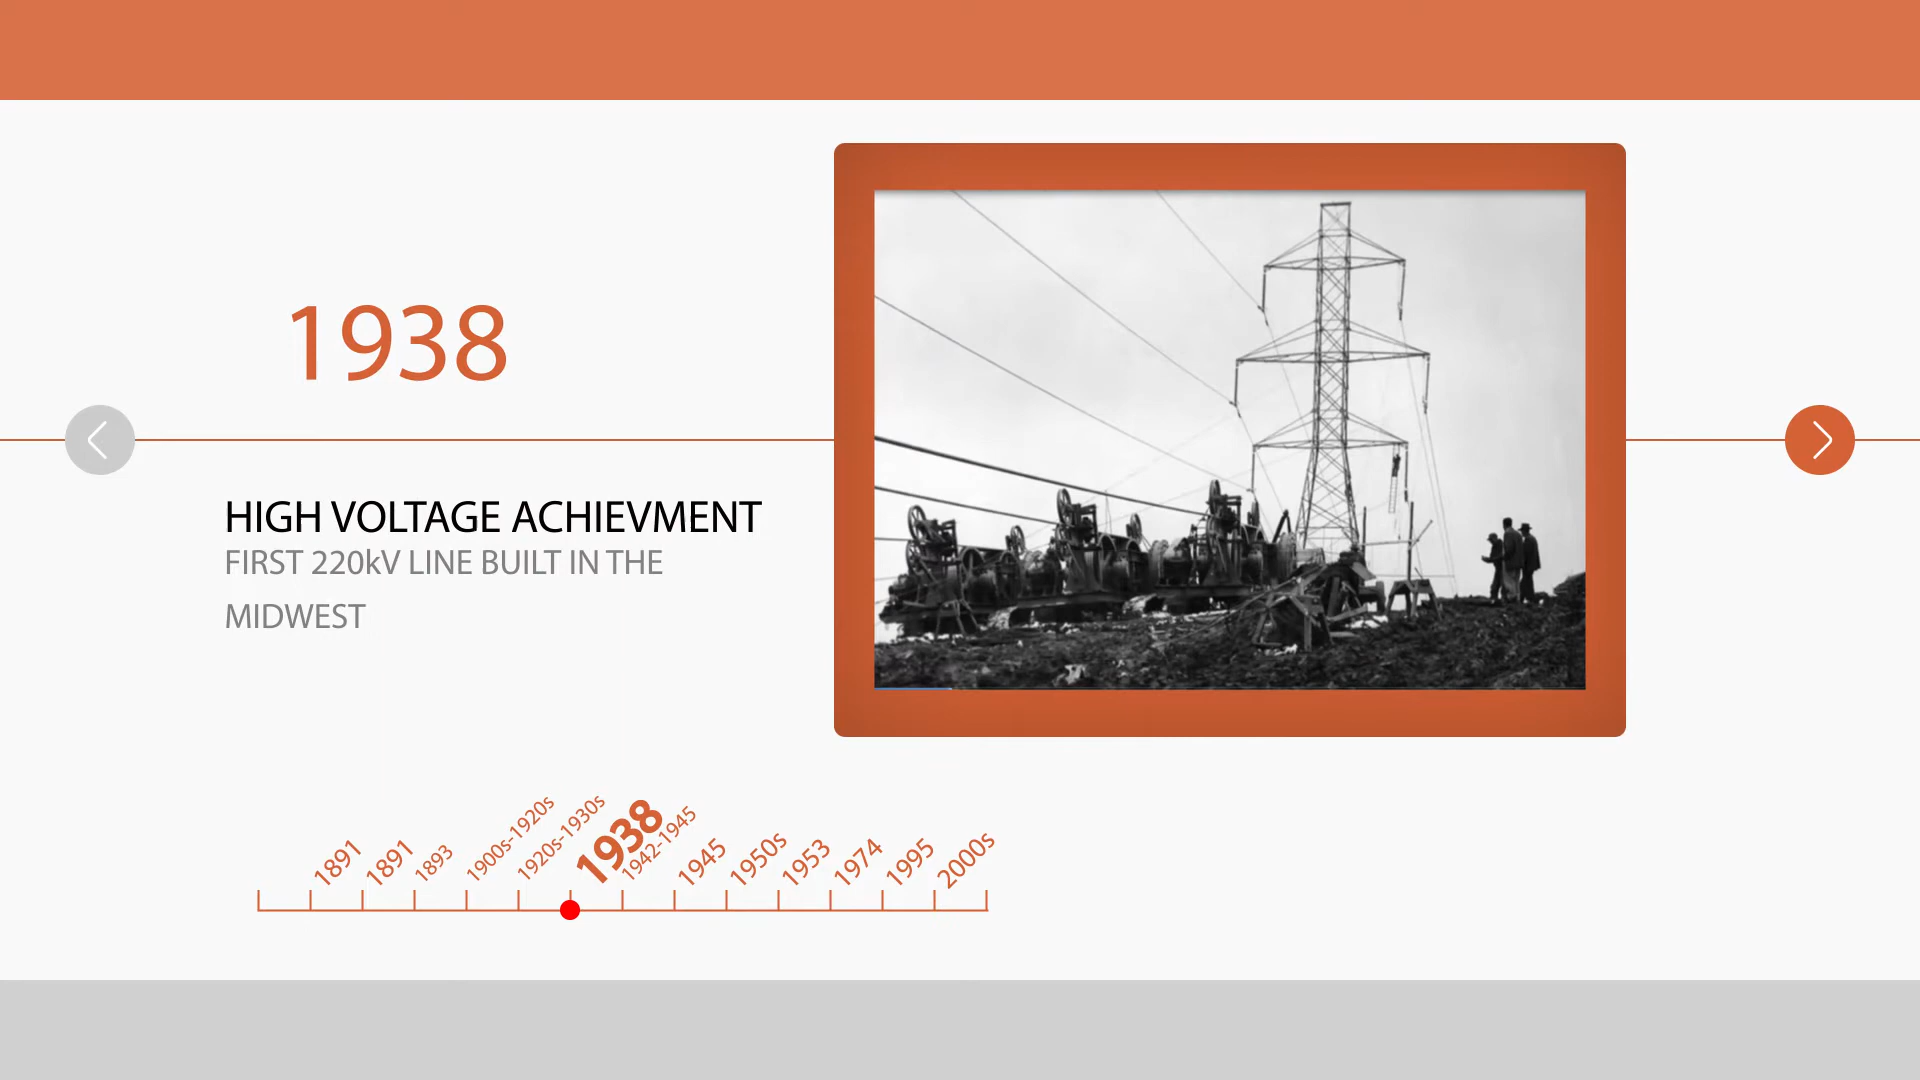 1938
HIGH VOLTAGE ACHIEVMENT
FIRST 220kV LINE BUILT IN THE
MIDWEST
1891
1891
1893
1900s-1920s
1920s-1930s
1938
1942-1945
1945
1950s
1953
1974
1995
2000s